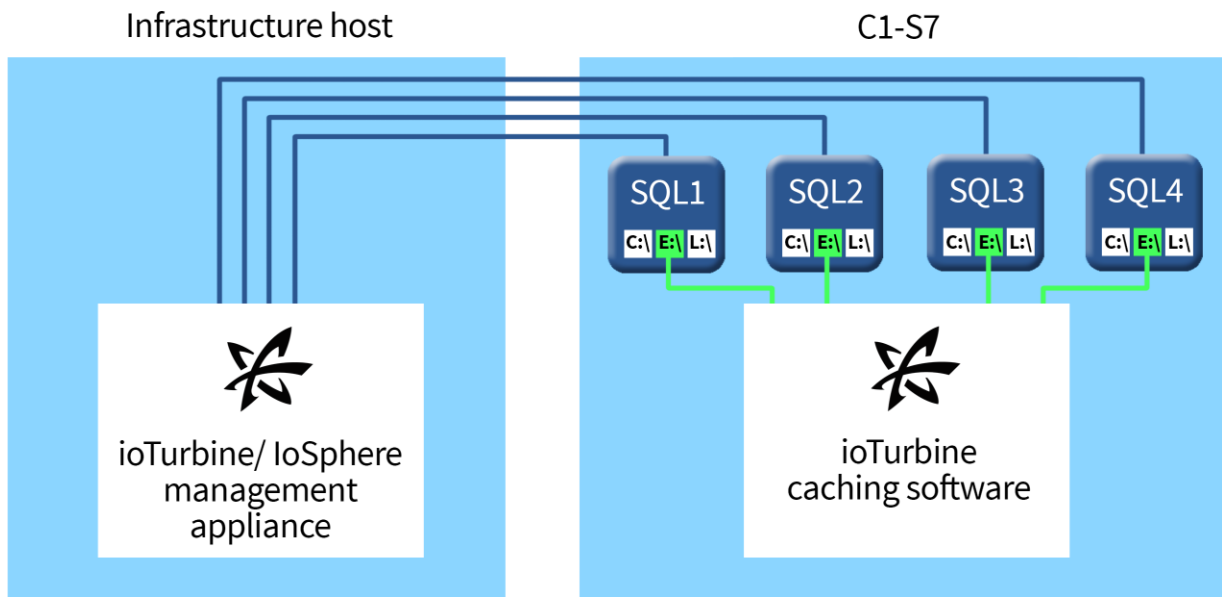 Infrastructure host
C1-S7
SQL1
SQL2
SQL3
SQL4
C:\ E:\ L:\
C:\ E:\ L:\
C:\ E:\ L:\
C:\ E:\ L:\
ioTurbine/ IoSphere
management
appliance
ioTurbine
caching software